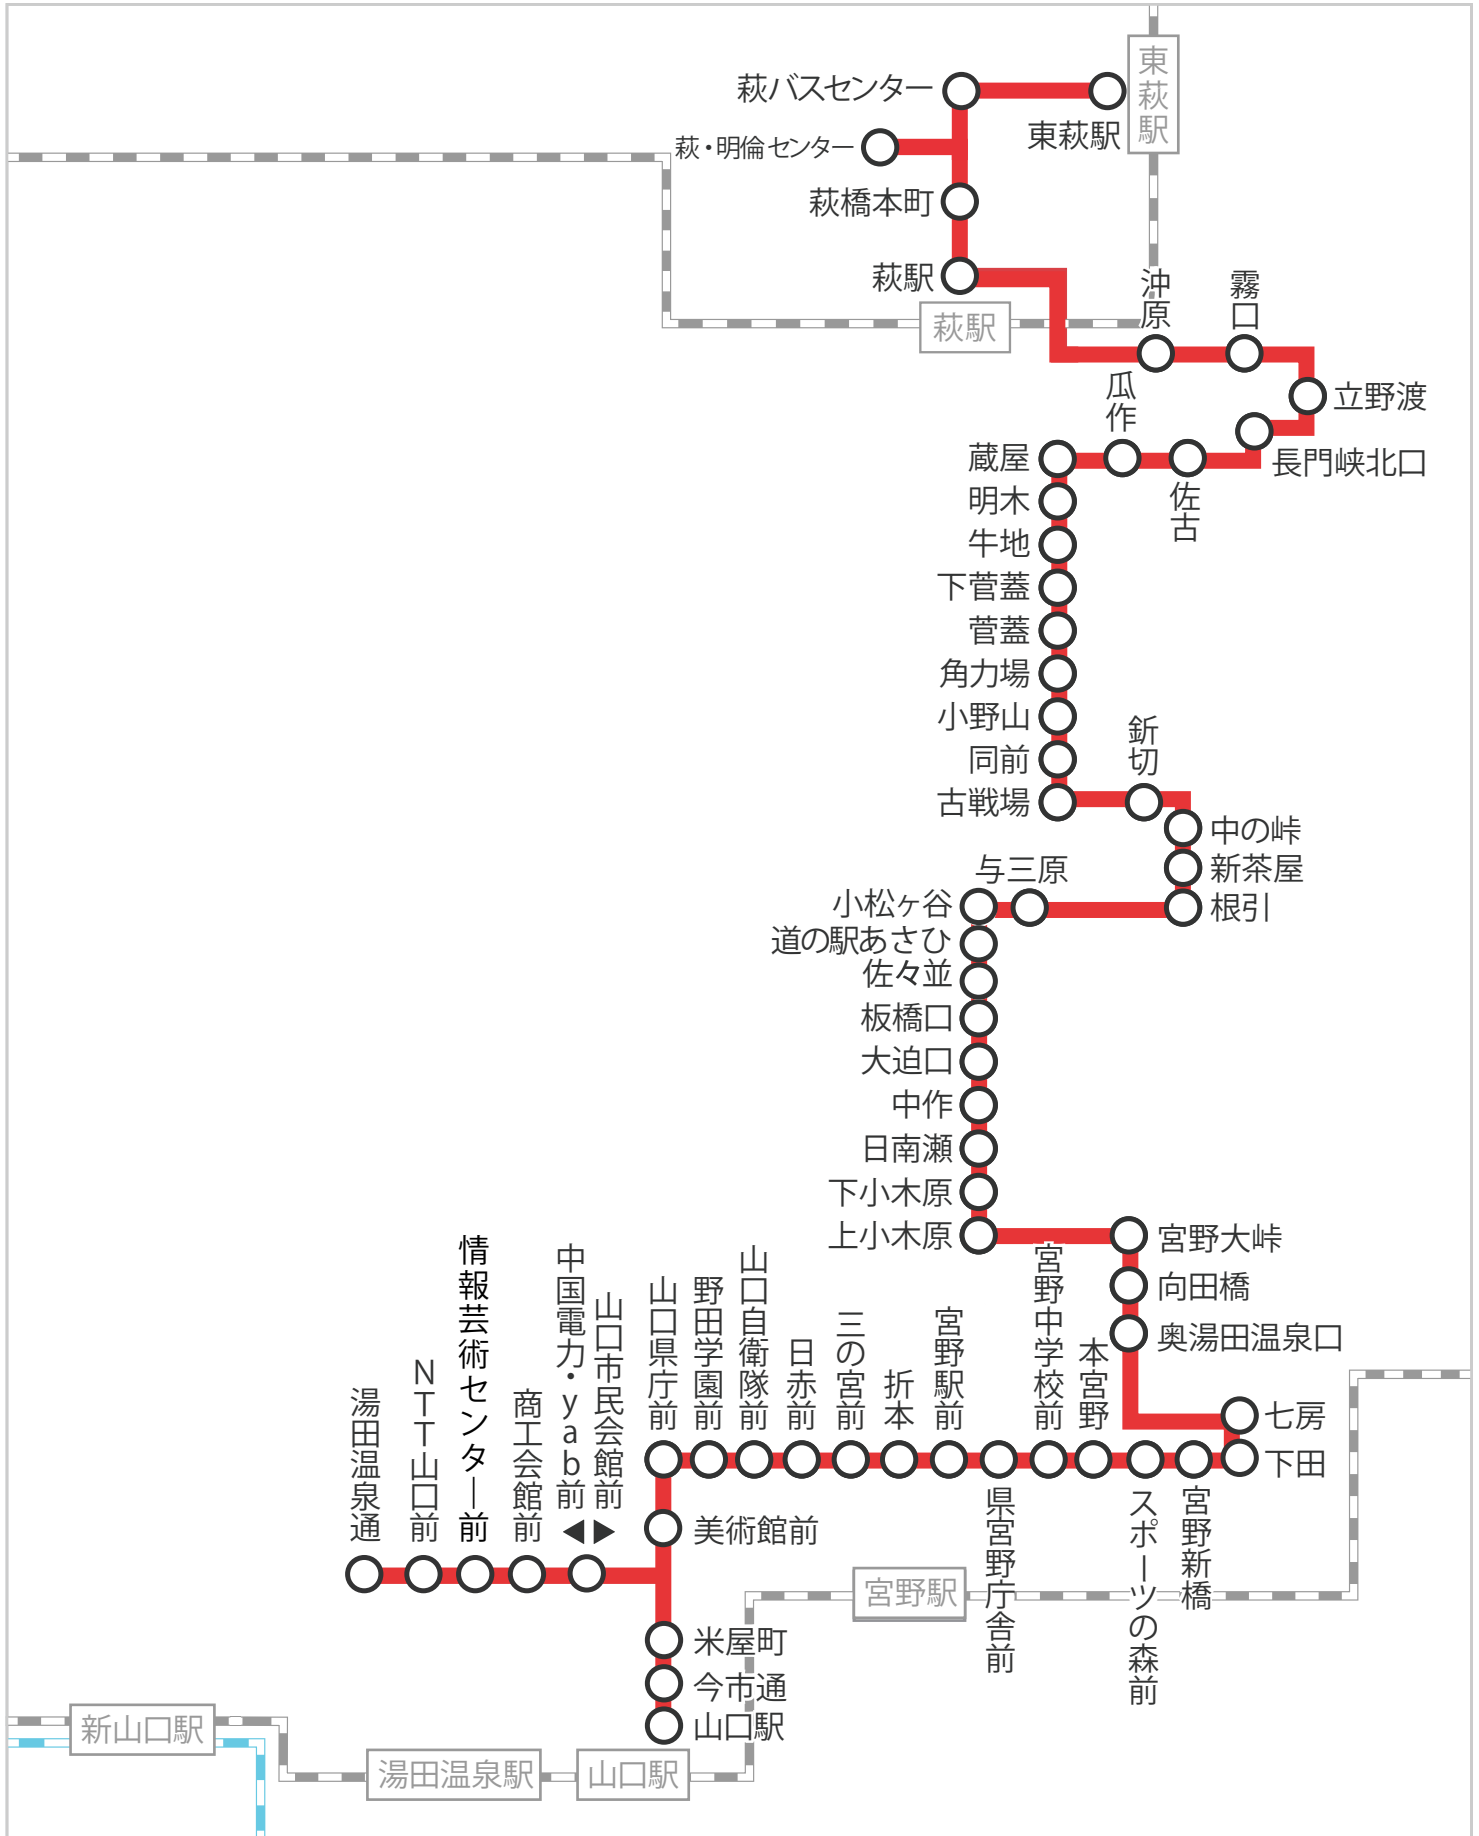 東萩駅
萩バスセンター
東萩駅
萩・明倫センター
萩橋本町
萩駅
萩駅
沖原
霧口
立野渡
長門峡北口
佐古
瓜作
蔵屋
明木
牛地
下菅蓋
菅蓋
角力場
小野山
同前
古戦場
釿切
中の峠
新茶屋
根引
与三原
小松ヶ谷
道の駅あさひ
佐々並
板橋口
大迫口
中作
日南瀬
下小木原
上小木原
宮野大峠
向田橋
奥湯田温泉口
七房
下田
宮野新橋
スポーツの森前
本宮野
宮野中学校前
県宮野庁舎前
宮野駅前
折本
三の宮前
日赤前
山口自衛隊前
野田学園前
山口県庁前
美術館前
米屋町
今市通
山口駅
山口市民会館前▶
中国電力・yab前◀
商工会館前
情報芸術センター前
NTT山口前
湯田温泉通
宮野駅
新山口駅
湯田温泉駅
山口駅